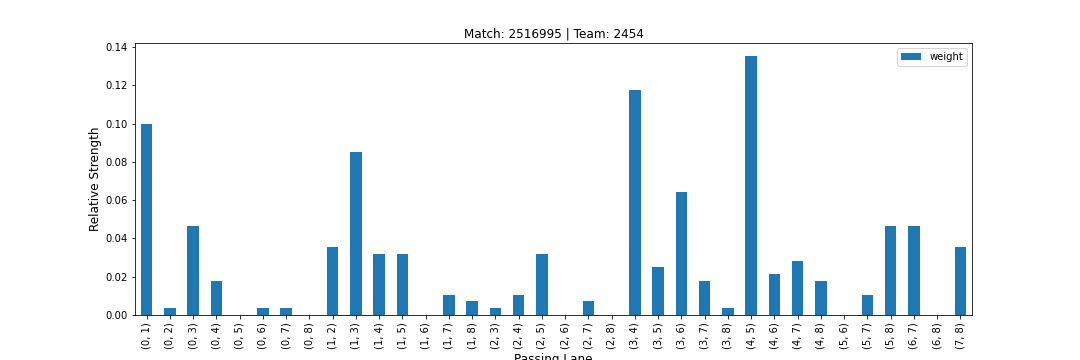 Match: 2516995 | Team: 2454
weight
Relative Strength
0.14
0.12
0.10
0.08
0.06
0.04
0.02
0.00
(0, 1) (0, 2) (0, 3) (0, 4) (0, 5) (0, 6) (0, 7) (0, 8) (1, 2) (1, 3) (1, 4) (1, 5) (1, 6) (1, 7) (1, 8) (2, 3) (2, 4) (2, 5) (2, 6) (2, 7) (2, 8) (3, 4) (3, 5) (3, 6) (3, 7) (3, 8) (4, 5) (4, 6) (4, 7) (4, 8) (5, 6) (5, 7) (5, 8) (6, 7) (6, 8) (7, 8)
Passing Lane